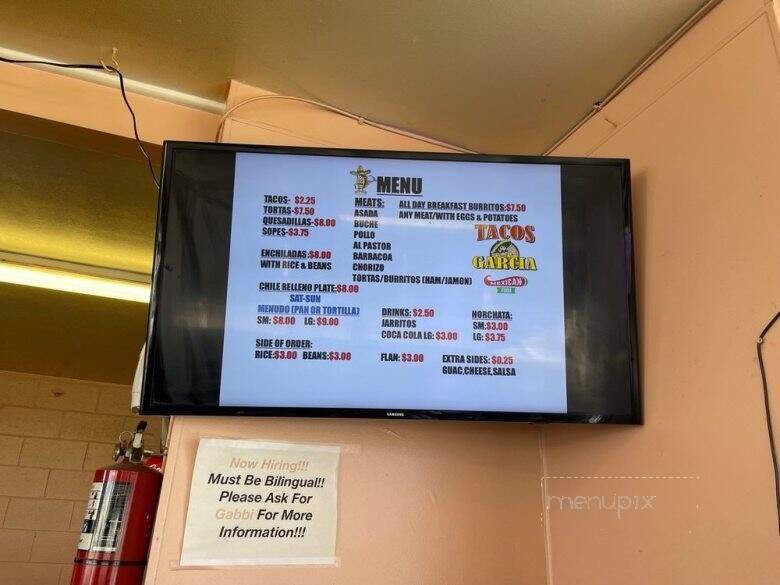 MENU
TACOS- $2.25
TORTAS-$7.50
QUESADILLAS-$8.00
SOPES-$3.75
ENCHILADAS:$8.00
WITH RICE & BEANS
CHILE RELLENO PLATE:$8.00
SAT-SUN
MENUDO (PAN OR TORTILLA)
SM: $8.00 LG: $9.00
SIDE OF ORDER:
RICE:$3.00 BEANS:$3.00
MEATS:
ASADA
BUCHE
POLLO
AL PASTOR
BARBACOA
CHORIZO
TORTAS/BURRITOS (HAM/JAMON)
ALL DAY BREAKFAST BURRITOS:$7.50
ANY MEAT/WITH EGGS & POTATOES
TACOS
GARCIA
MEXICAN
FOOD
DRINKS: $2.50
JARRITOS
COCA COLA LG: $3.00
HORCHATA:
SM:$3.00
LG: $3.75
FLAN: $3.00
EXTRA SIDES: $0.25
GUAC,CHEESE,SALSA
SAMSUNG
Now Hiring!!!
Must Be Bilingual!!
Please Ask For
Gabbi For More
Information!!!
menupix